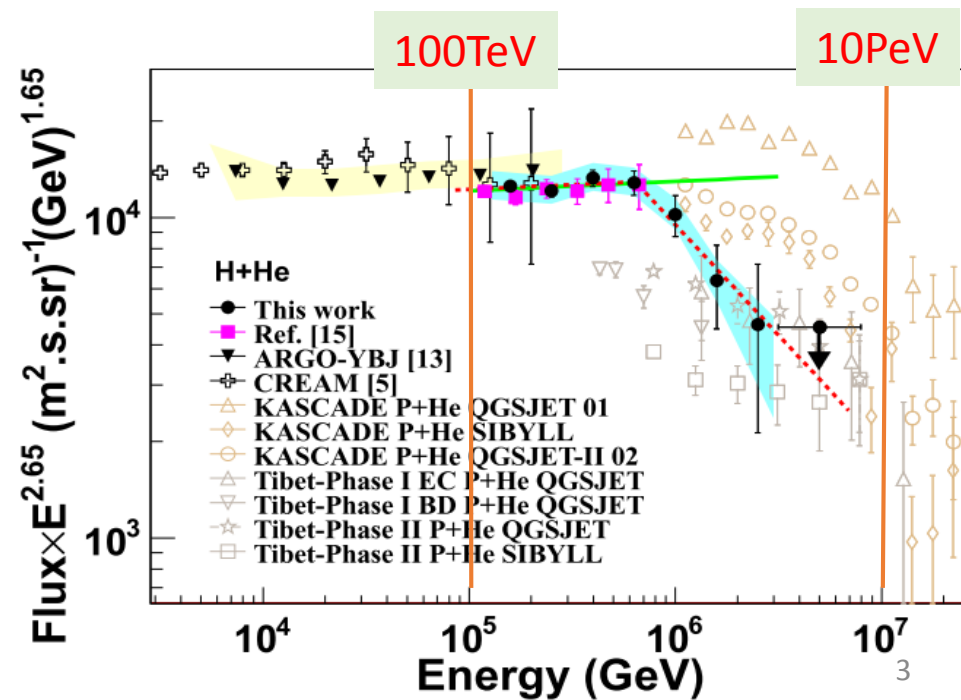 100TeV
10PeV
Flux×E^2.65 (m^2.s.sr)^-1(GeV)^1.65
10^4
10^3
H+He
This work
Ref. [15]
ARGO-YBJ [13]
CREAM [5]
KASCADE P+He QGSJET 01
KASCADE P+He SIBYLL
KASCADE P+He QGSJET-II 02
Tibet-Phase I EC P+He QGSJET
Tibet-Phase I BD P+He QGSJET
Tibet-Phase II P+He QGSJET
Tibet-Phase II P+He SIBYLL
10^4
10^5
10^6
10^7
Energy (GeV)
3